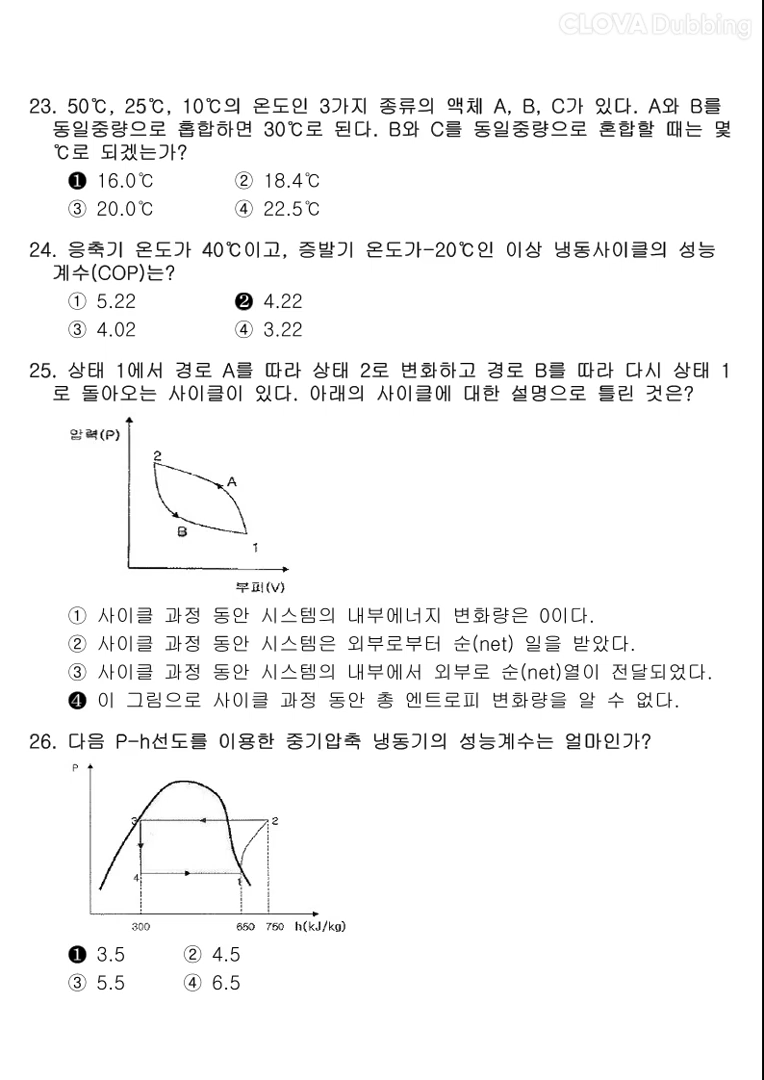 CLOVA Dubbing
23. 50℃, 25℃, 10℃의 온도인 3가지 종류의 액체 A, B, C가 있다. A와 B를
동일중량으로 홉합하면 30℃로 된다. B와 C를 동일중량으로 혼합할 때는 몇
℃로 되겠는가?
❶ 16.0℃ ② 18.4℃
③ 20.0℃ ④ 22.5℃
24. 응축기 온도가 40℃이고, 증발기 온도가-20℃인 이상 냉동사이클의 성능
계수(COP)는?
① 5.22 ❷ 4.22
③ 4.02 ④ 3.22
25. 상태 1에서 경로 A를 따라 상태 2로 변화하고 경로 B를 따라 다시 상태 1
로 돌아오는 사이클이 있다. 아래의 사이클에 대한 설명으로 틀린 것은?
압력(P)
2
A
B
1
부피(V)
① 사이클 과정 동안 시스템의 내부에너지 변화량은 0이다.
② 사이클 과정 동안 시스템은 외부로부터 순(net) 일을 받았다.
③ 사이클 과정 동안 시스템의 내부에서 외부로 순(net)열이 전달되었다.
❹ 이 그림으로 사이클 과정 동안 총 엔트로피 변화량을 알 수 없다.
26. 다음 P-h선도를 이용한 중기압축 냉동기의 성능계수는 얼마인가?
P
3 2
4 1
300 650 750 h(kJ/kg)
❶ 3.5 ② 4.5
③ 5.5 ④ 6.5